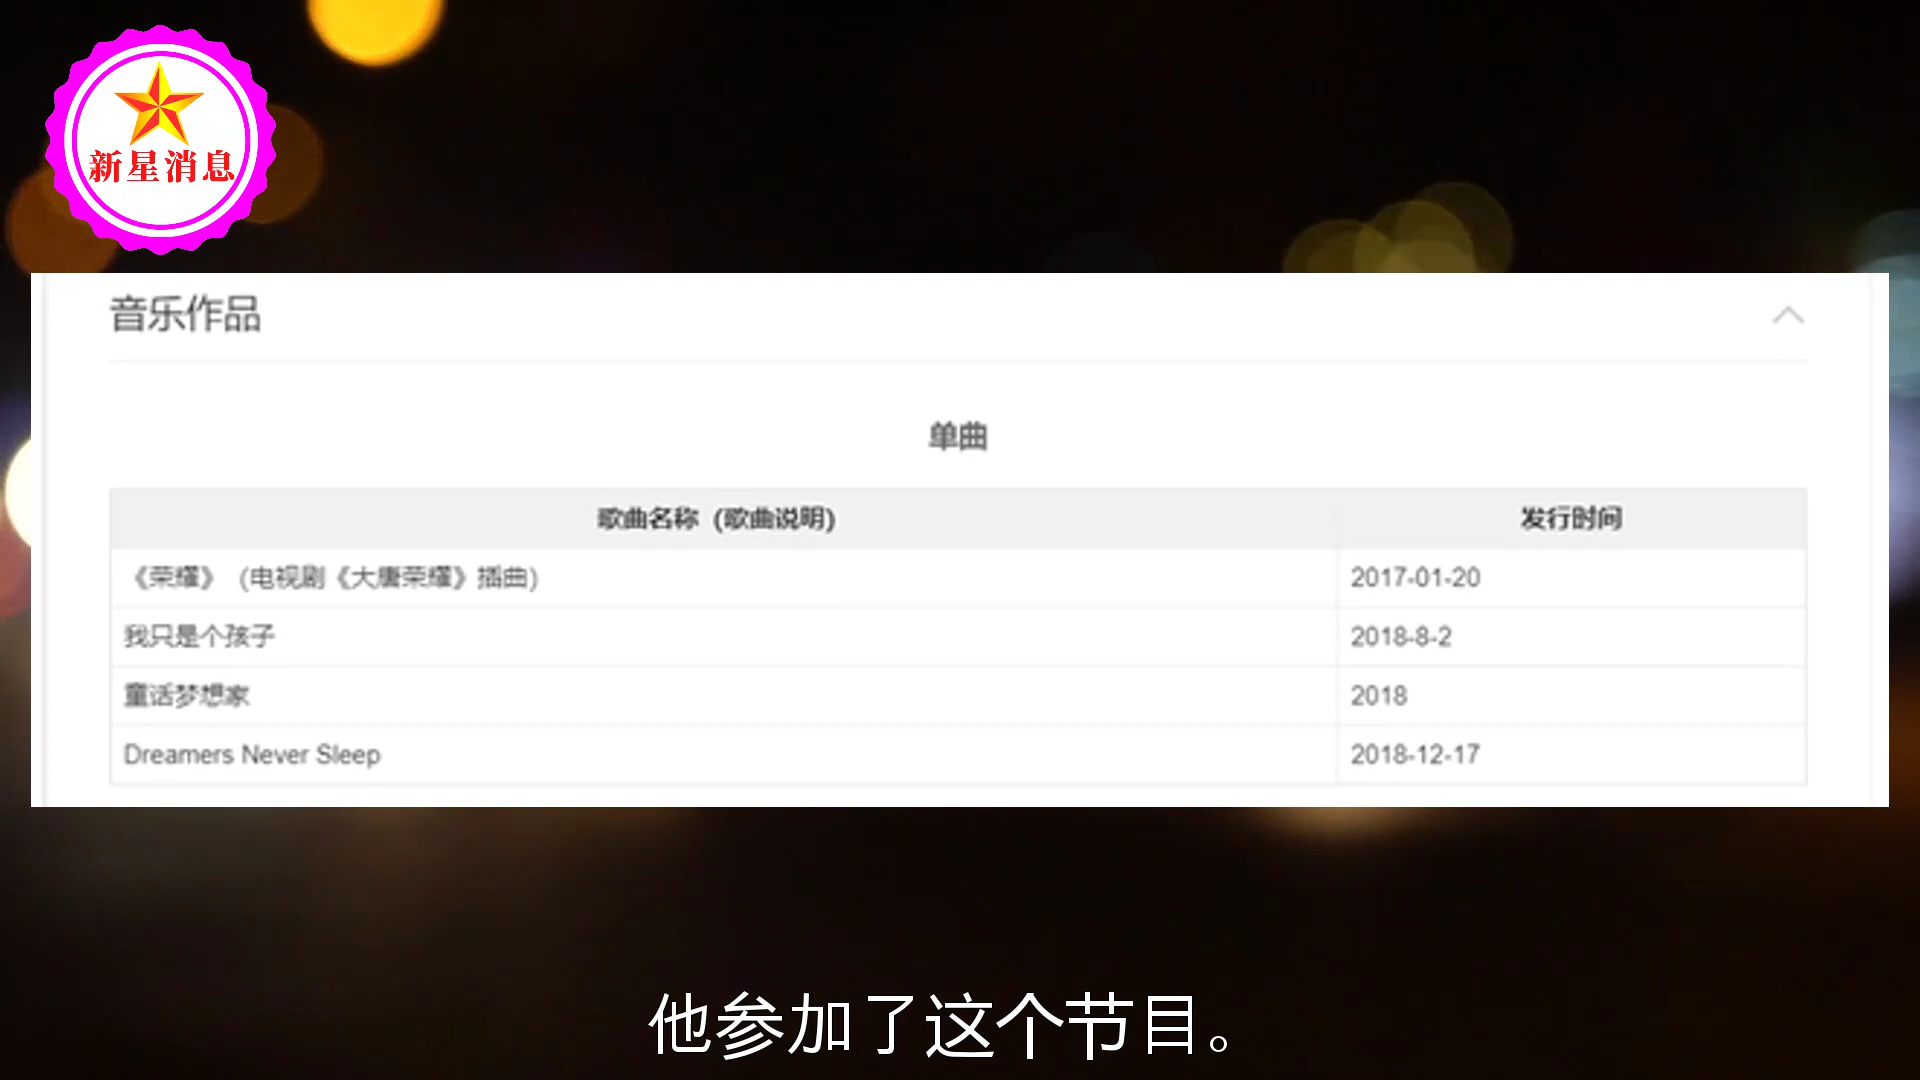 新星消息
音乐作品
单曲
歌曲名称 (歌曲说明) 发行时间
《荣耀》 (电视剧《大唐荣耀》插曲) 2017-01-20
我只是个孩子 2018-8-2
童话梦想家 2018
Dreamers Never Sleep 2018-12-17
他参加了这个节目。